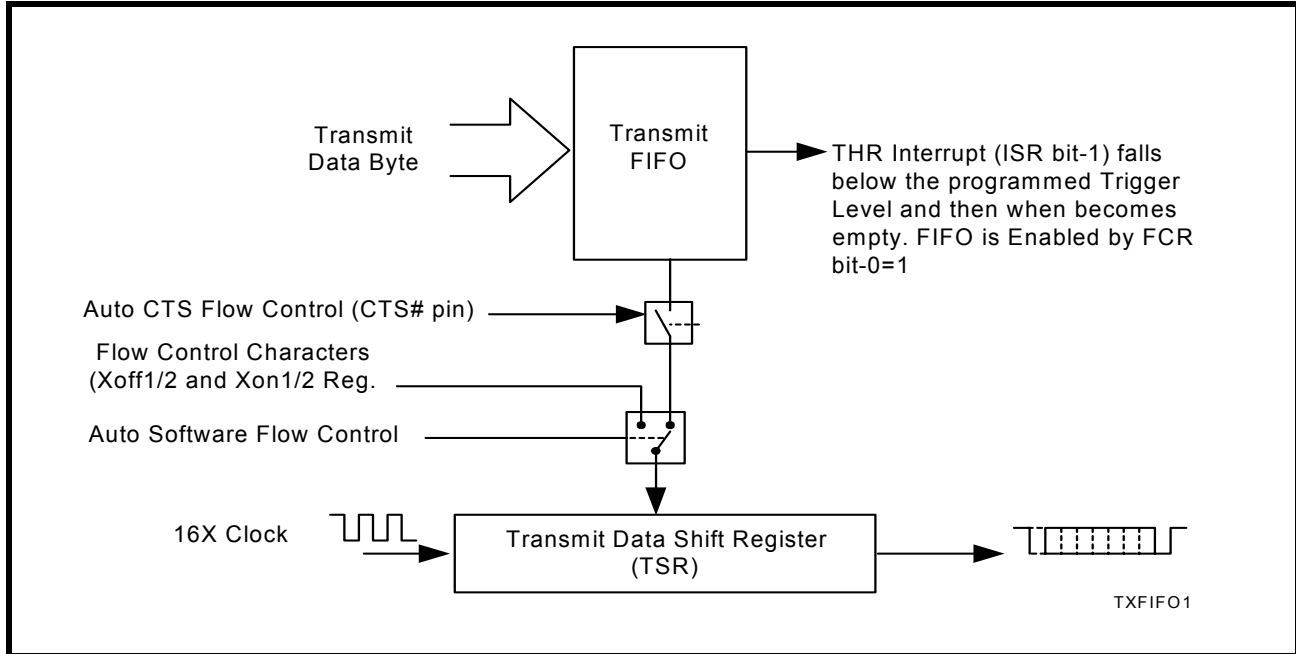 Transmit
Data Byte
Transmit
FIFO
THR Interrupt (ISR bit-1) falls
below the programmed Trigger
Level and then when becomes
empty. FIFO is Enabled by FCR
bit-0=1
Auto CTS Flow Control (CTS# pin)
Flow Control Characters
(Xoff1/2 and Xon1/2 Reg.
Auto Software Flow Control
16X Clock
Transmit Data Shift Register
(TSR)
TXFIFO1